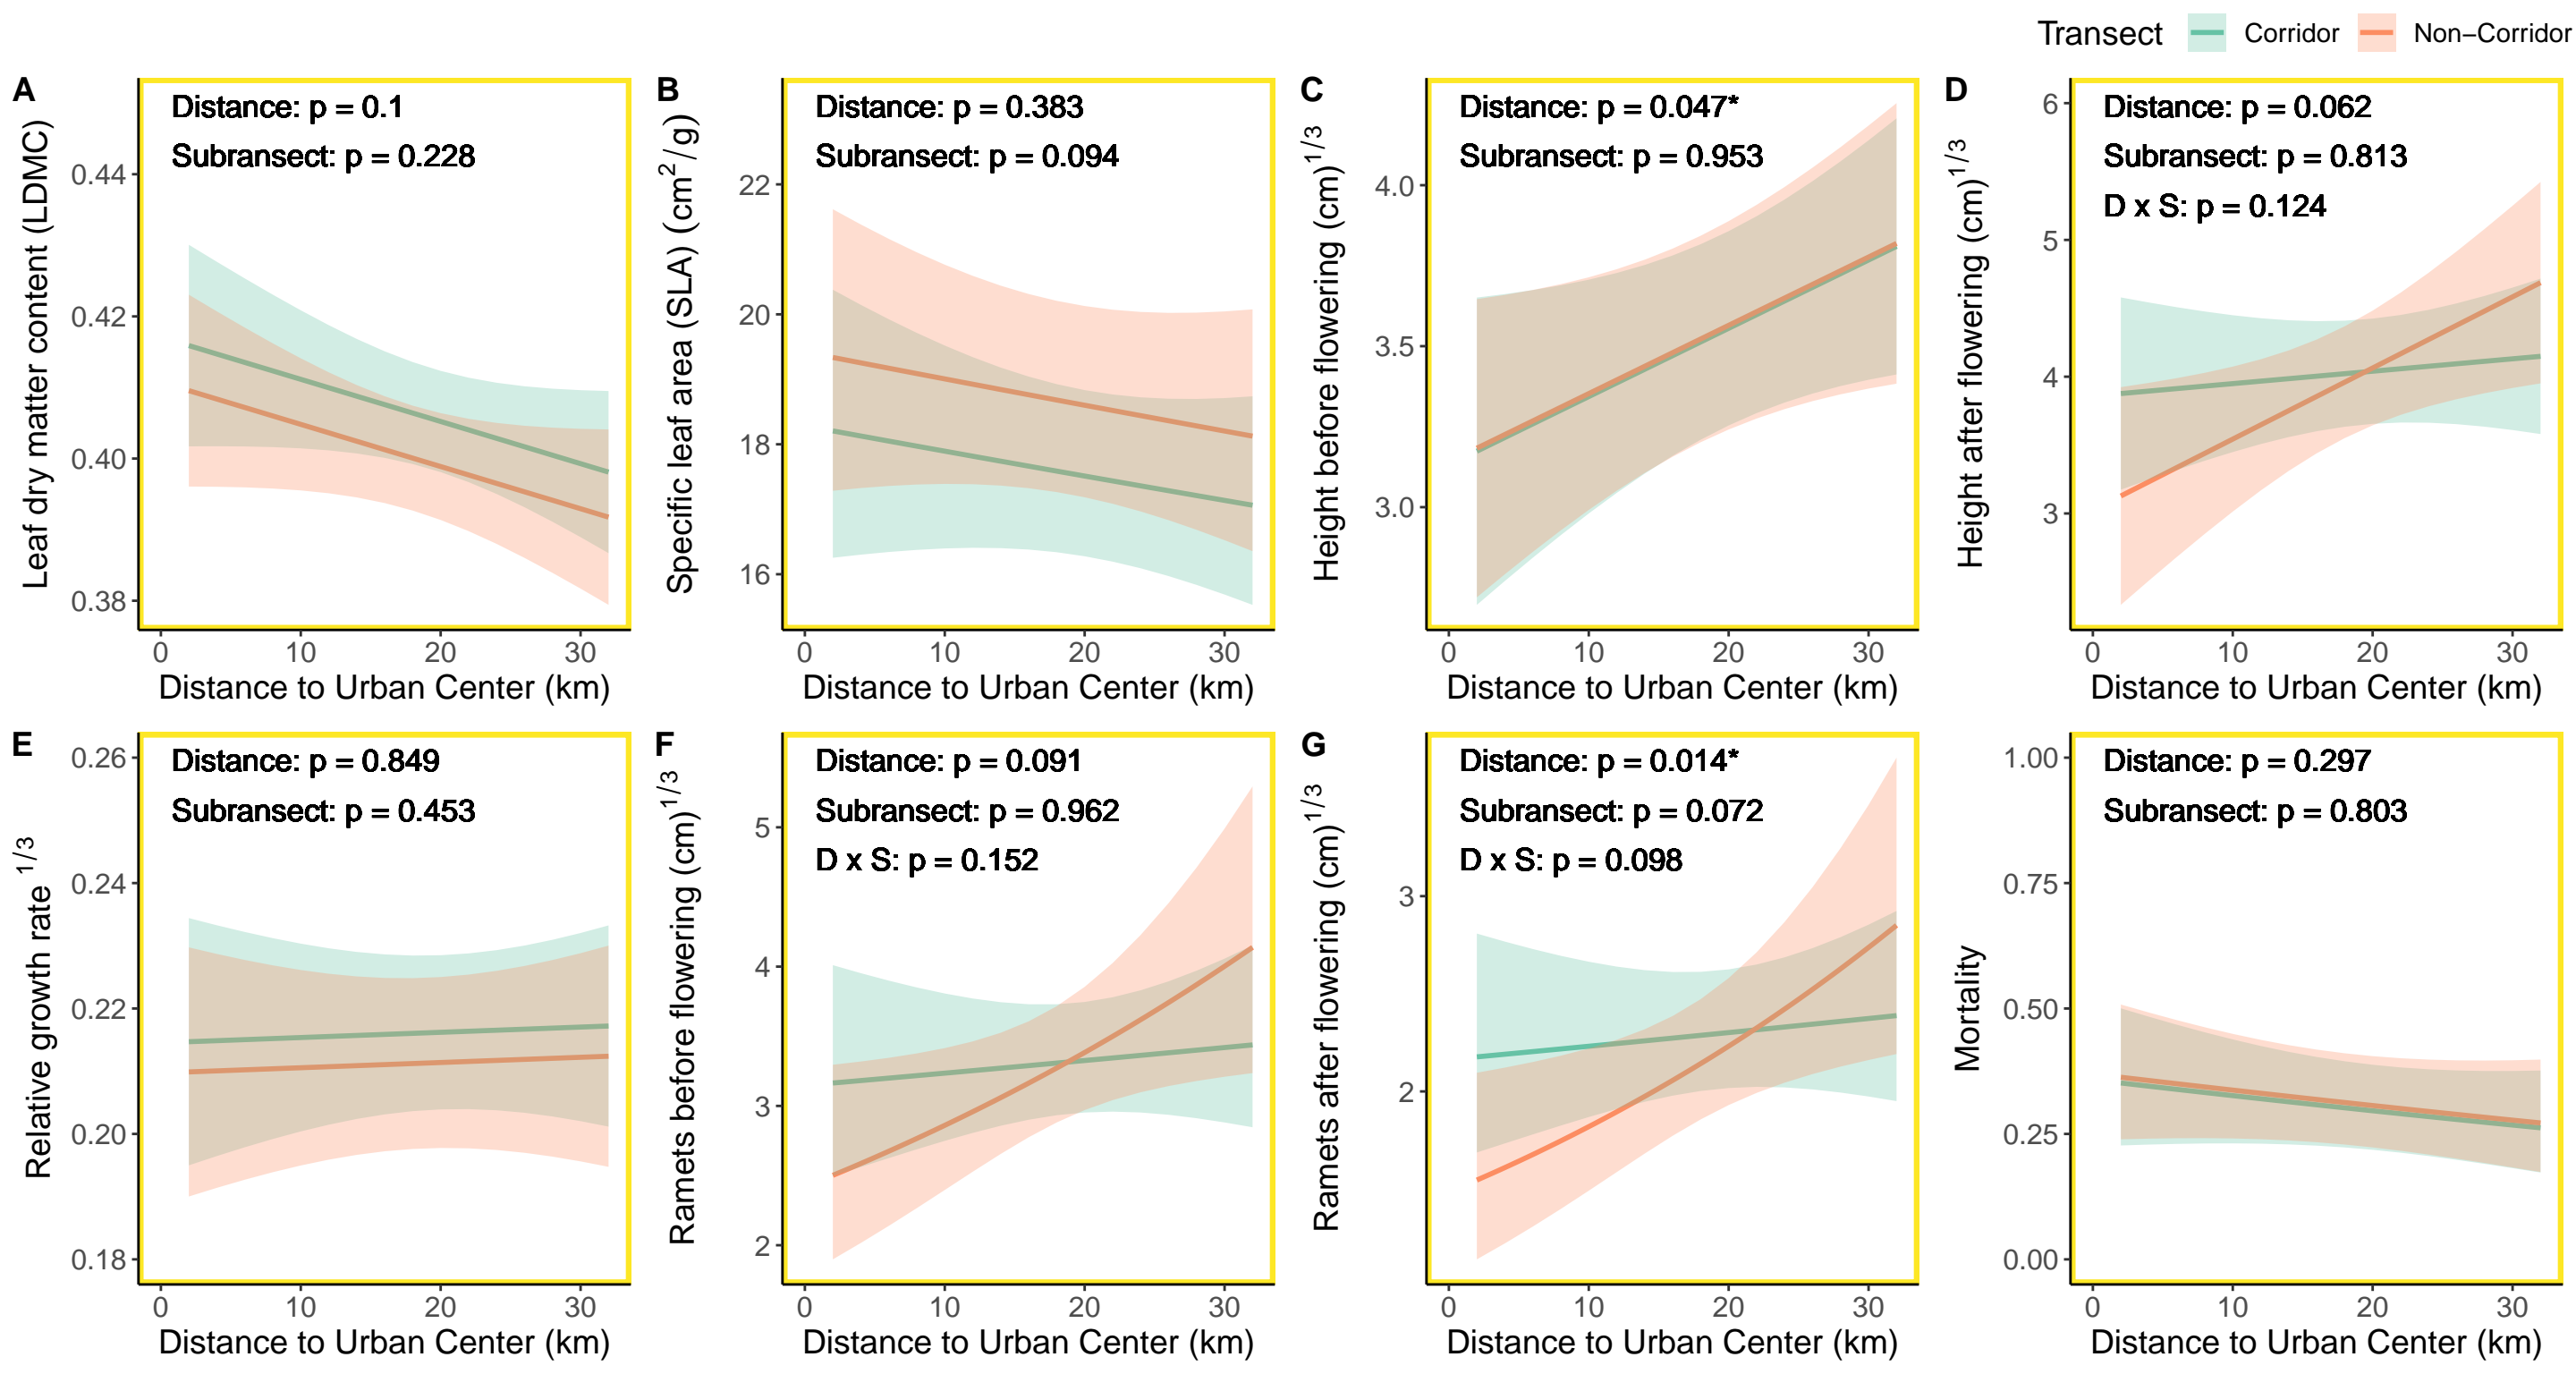 Transect Corridor Non−Corridor
A
Distance: p = 0.1
Subransect: p = 0.228
Leaf dry matter content (LDMC)
0.44
0.42
0.40
0.38
0 10 20 30
Distance to Urban Center (km)
B
Distance: p = 0.383
Subransect: p = 0.094
Specific leaf area (SLA) (cm²/g)
22
20
18
16
0 10 20 30
Distance to Urban Center (km)
C
Distance: p = 0.047*
Subransect: p = 0.953
Height before flowering (cm)^1/3
4.0
3.5
3.0
0 10 20 30
Distance to Urban Center (km)
D
Distance: p = 0.062
Subransect: p = 0.813
D x S: p = 0.124
Height after flowering (cm)^1/3
6
5
4
3
0 10 20 30
Distance to Urban Center (km)
E
Distance: p = 0.849
Subransect: p = 0.453
Relative growth rate ^1/3
0.26
0.24
0.22
0.20
0.18
0 10 20 30
Distance to Urban Center (km)
F
Distance: p = 0.091
Subransect: p = 0.962
D x S: p = 0.152
Ramets before flowering (cm)^1/3
5
4
3
2
0 10 20 30
Distance to Urban Center (km)
G
Distance: p = 0.014*
Subransect: p = 0.072
D x S: p = 0.098
Ramets after flowering (cm)^1/3
3
2
0 10 20 30
Distance to Urban Center (km)
Distance: p = 0.297
Subransect: p = 0.803
Mortality
1.00
0.75
0.50
0.25
0.00
0 10 20 30
Distance to Urban Center (km)